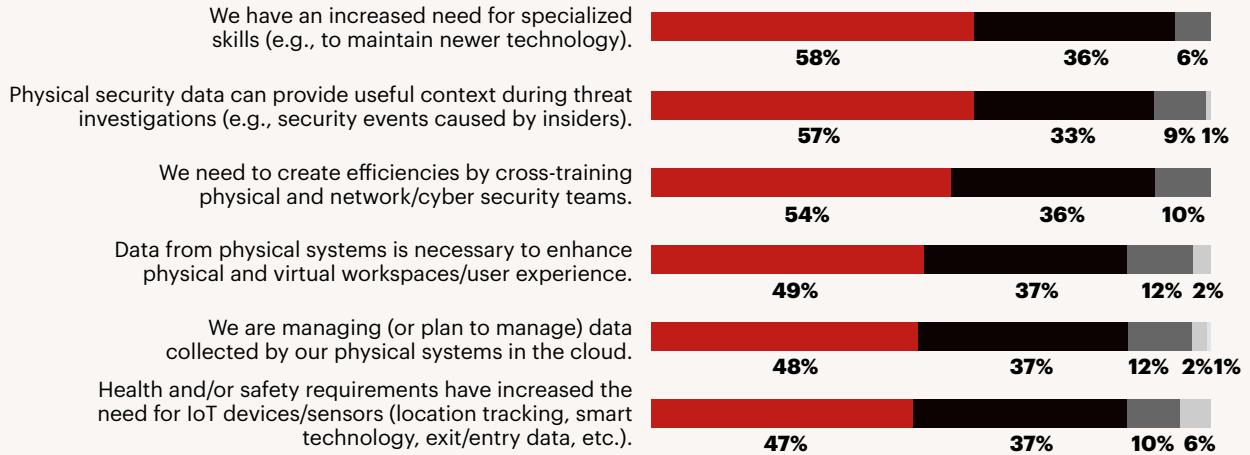 We have an increased need for specialized
skills (e.g., to maintain newer technology).
58% 36% 6%
Physical security data can provide useful context during threat
investigations (e.g., security events caused by insiders).
57% 33% 9% 1%
We need to create efficiencies by cross-training
physical and network/cyber security teams.
54% 36% 10%
Data from physical systems is necessary to enhance
physical and virtual workspaces/user experience.
49% 37% 12% 2%
We are managing (or plan to manage) data
collected by our physical systems in the cloud.
48% 37% 12% 2% 1%
Health and/or safety requirements have increased the
need for IoT devices/sensors (location tracking, smart
technology, exit/entry data, etc.).
47% 37% 10% 6%